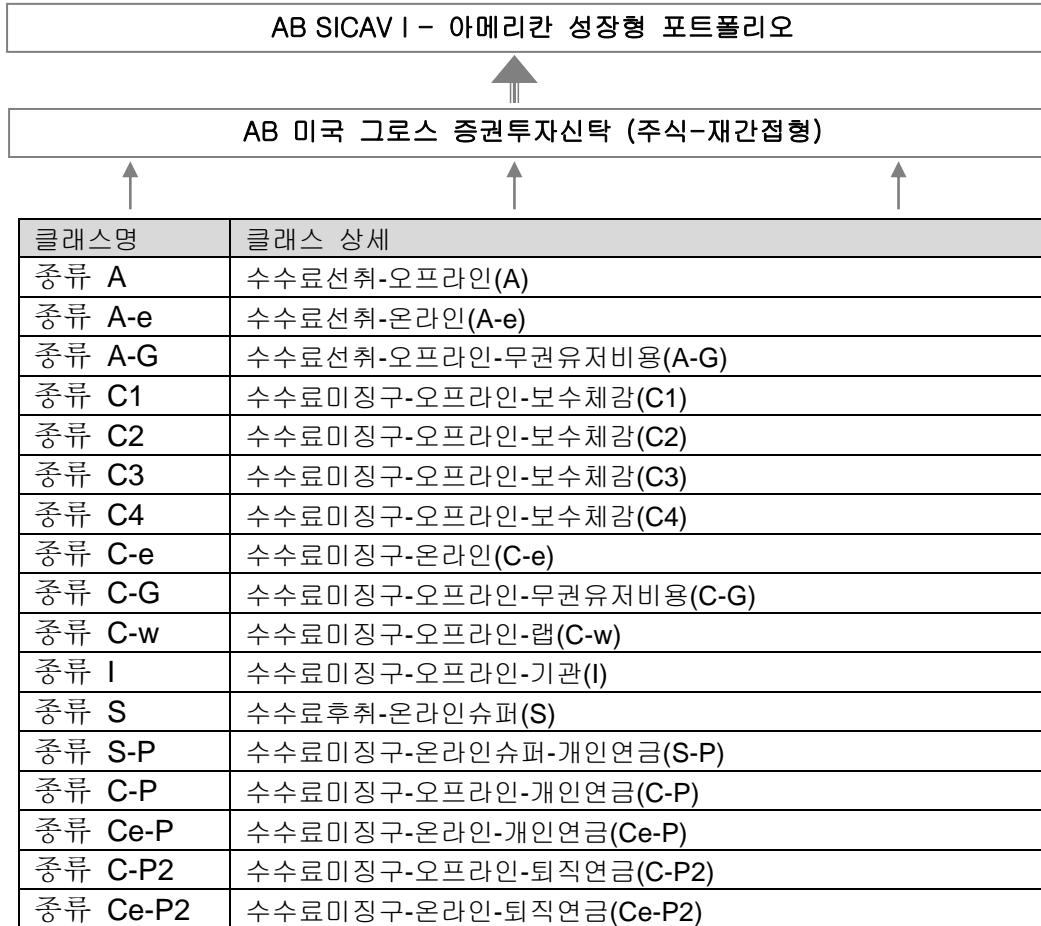 AB SICAV I - 아메리칸 성장형 포트폴리오
AB 미국 그로스 증권투자신탁 (주식-재간접형)
클래스명 클래스 상세
종류 A 수수료선취-오프라인(A)
종류 A-e 수수료선취-온라인(A-e)
종류 A-G 수수료선취-오프라인-무권유저비용(A-G)
종류 C1 수수료미징구-오프라인-보수체감(C1)
종류 C2 수수료미징구-오프라인-보수체감(C2)
종류 C3 수수료미징구-오프라인-보수체감(C3)
종류 C4 수수료미징구-오프라인-보수체감(C4)
종류 C-e 수수료미징구-온라인(C-e)
종류 C-G 수수료미징구-오프라인-무권유저비용(C-G)
종류 C-w 수수료미징구-오프라인-랩(C-w)
종류 I 수수료미징구-오프라인-기관(I)
종류 S 수수료후취-온라인슈퍼(S)
종류 S-P 수수료미징구-온라인슈퍼-개인연금(S-P)
종류 C-P 수수료미징구-오프라인-개인연금(C-P)
종류 Ce-P 수수료미징구-온라인-개인연금(Ce-P)
종류 C-P2 수수료미징구-오프라인-퇴직연금(C-P2)
종류 Ce-P2 수수료미징구-온라인-퇴직연금(Ce-P2)